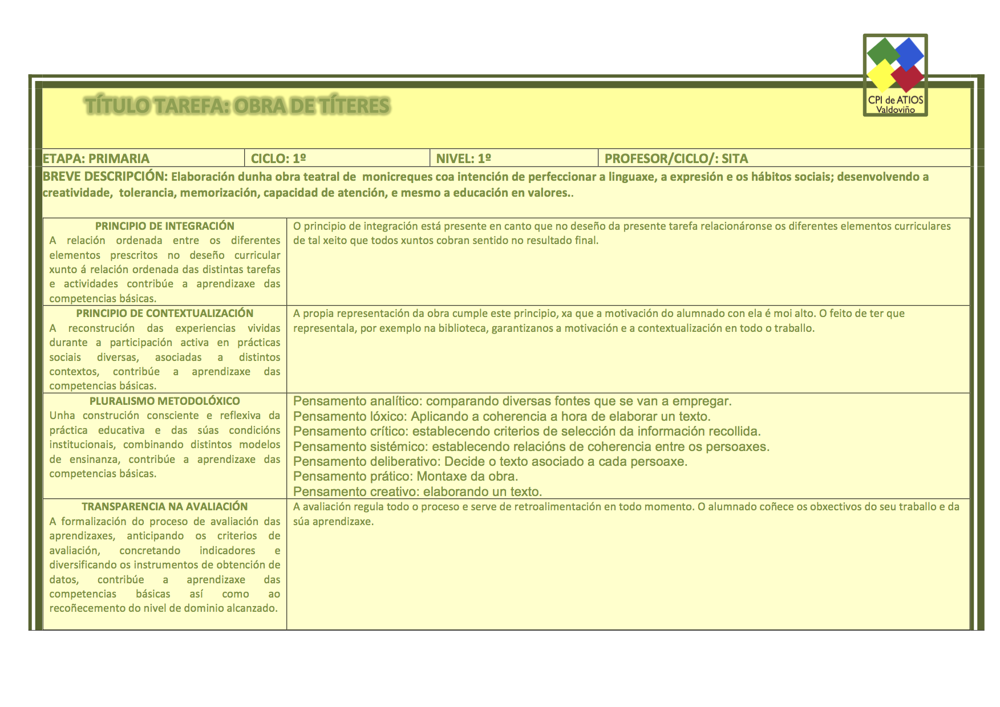 CPI de ATIOS
Valdoviño
TÍTULO TAREFA: OBRA DE TÍTERES
ETAPA: PRIMARIA
CICLO: 1º
NIVEL: 1º
PROFESOR/CICLO/: SITA
BREVE DESCRIPCIÓN: Elaboración dunha obra teatral de  monicreques coa intención de perfeccionar a linguaxe, a expresión e os hábitos sociais; desenvolvendo a
creatividade,  tolerancia, memorización, capacidad de atención, e mesmo a educación en valores..
PRINCIPIO DE INTEGRACIÓN
A relación ordenada entre os diferentes
elementos prescritos no deseño curricular
xunto á relación ordenada das distintas tarefas
e actividades contribúe a aprendizaxe das
competencias básicas.
O principio de integración está presente en canto que no deseño da presente tarefa relacionáronse os diferentes elementos curriculares
de tal xeito que todos xuntos cobran sentido no resultado final.
PRINCIPIO DE CONTEXTUALIZACIÓN
A reconstrución das experiencias vividas
durante a participación activa en prácticas
sociais diversas, asociadas a distintos
contextos, contribúe a aprendizaxe das
competencias básicas.
A propia representación da obra cumple este principio, xa que a motivación do alumnado con ela é moi alto. O feito de ter que
representala, por exemplo na biblioteca, garantizanos a motivación e a contextualización en todo o traballo.
PLURALISMO METODOLÓXICO
Unha construción consciente e reflexiva da
práctica educativa e das súas condicións
institucionais, combinando distintos modelos
de ensinanza, contribúe a aprendizaxe das
competencias básicas.
Pensamento analítico: comparando diversas fontes que se van a empregar.
Pensamento lóxico: Aplicando a coherencia a hora de elaborar un texto.
Pensamento crítico: establecendo criterios de selección da información recollida.
Pensamento sistémico: establecendo relacións de coherencia entre os persoaxes.
Pensamento deliberativo: Decide o texto asociado a cada persoaxe.
Pensamento prático: Montaxe da obra.
Pensamento creativo: elaborando un texto.
TRANSPARENCIA NA AVALIACIÓN
A formalización do proceso de avaliación das
aprendizaxes, anticipando os criterios de
avaliación, concretando indicadores e
diversificando os instrumentos de obtención de
datos, contribúe a aprendizaxe das
competencias básicas así como ao
recoñecemento do nivel de dominio alcanzado.
A avaliación regula todo o proceso e serve de retroalimentación en todo momento. O alumnado coñece os obxectivos do seu traballo e da
súa aprendizaxe.